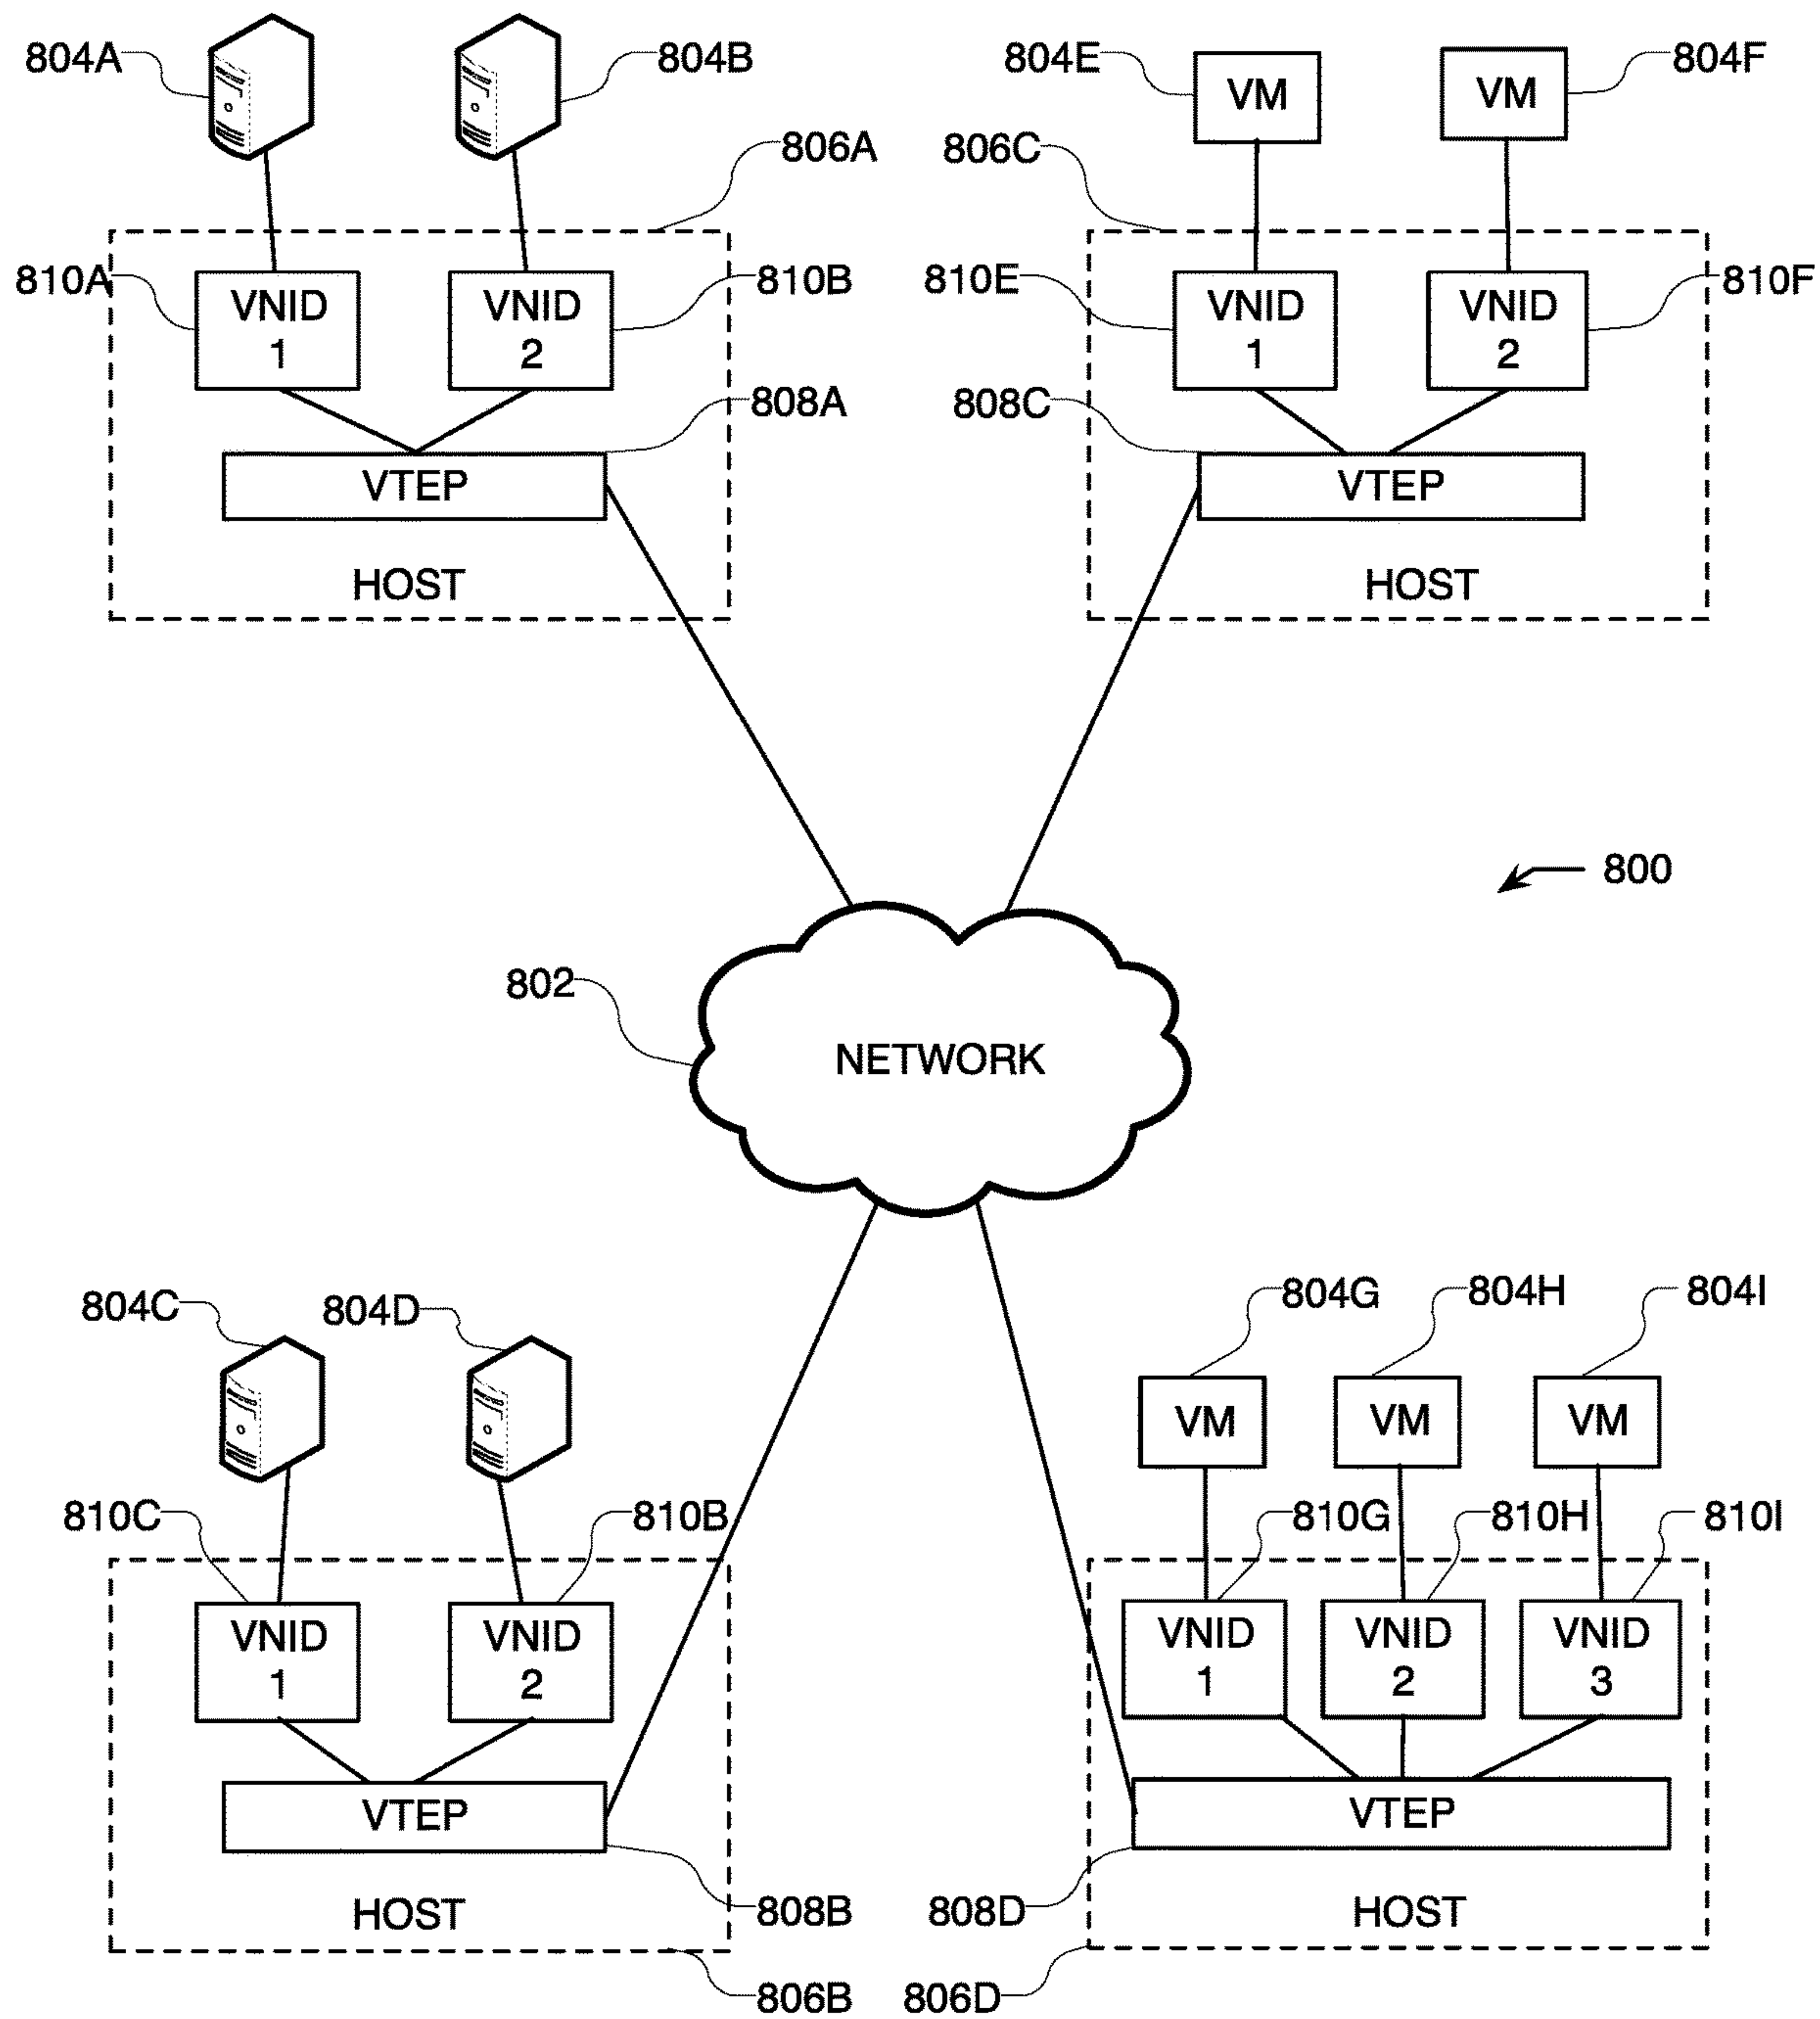 804A
804B
804E
VM
VM
804F
806A
806C
810A
VNID
1
VNID
2
810B
810E
VNID
1
VNID
2
810F
808A
808C
VTEP
VTEP
HOST
HOST
800
802
NETWORK
804C
804D
804G
804H
804I
VM
VM
VM
810C
810B
810G
810H
810I
VNID
1
VNID
2
VNID
1
VNID
2
VNID
3
VTEP
VTEP
HOST
808B
808D
HOST
806B
806D